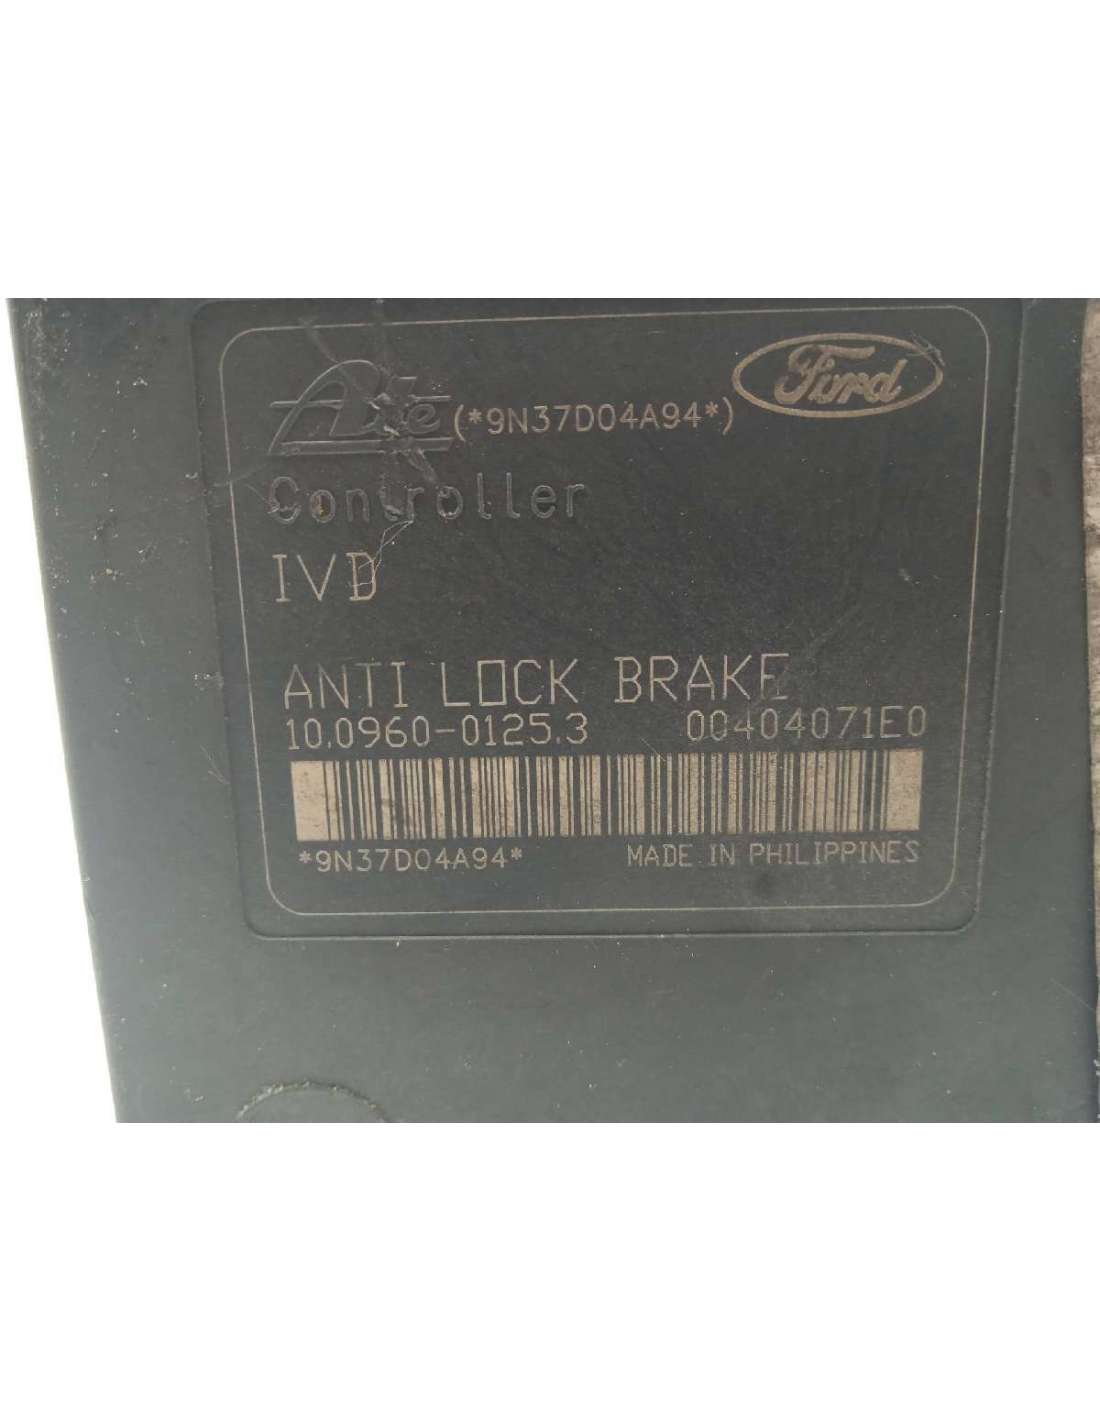 Ate (*9N37D04A94*) Ford
Controller
IVD
ANTI LOCK BRAKE
10.0960-0125.3 00404071E0
*9N37D04A94* MADE IN PHILIPPINES